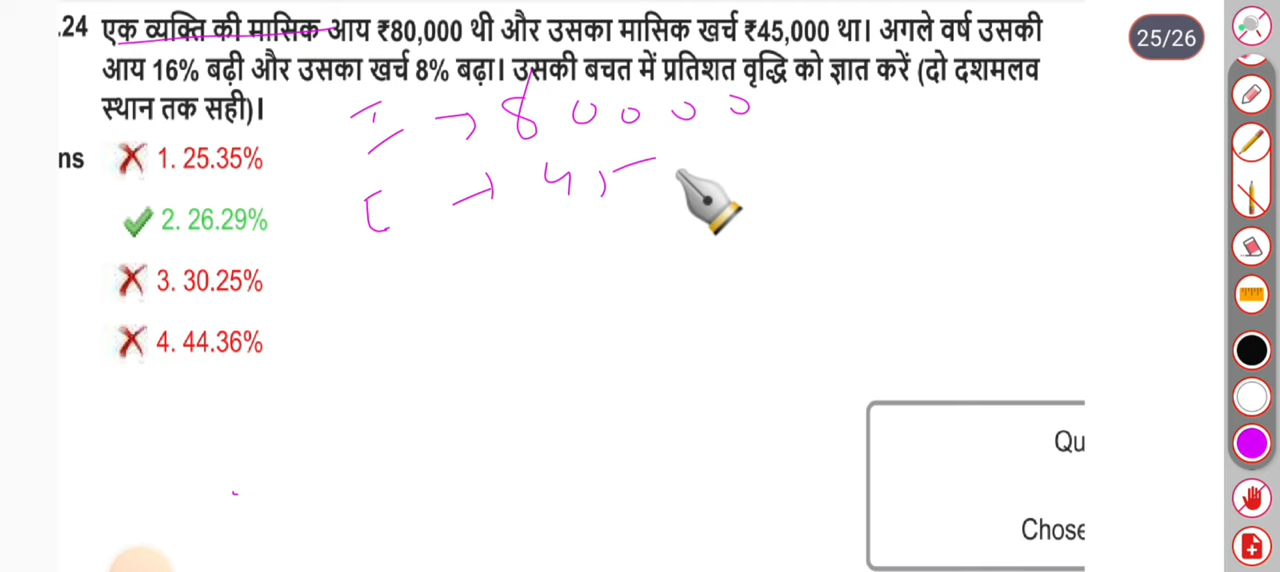 .24 एक व्यक्ति की मासिक आय ₹80,000 थी और उसका मासिक खर्च ₹45,000 था। अगले वर्ष उसकी
आय 16% बढ़ी और उसका खर्च 8% बढ़ा। उसकी बचत में प्रतिशत वृद्धि को ज्ञात करें (दो दशमलव
स्थान तक सही)।
25/26
I → 80000
ns
1. 25.35%
2. 26.29%
3. 30.25%
4. 44.36%
Qu
Chose